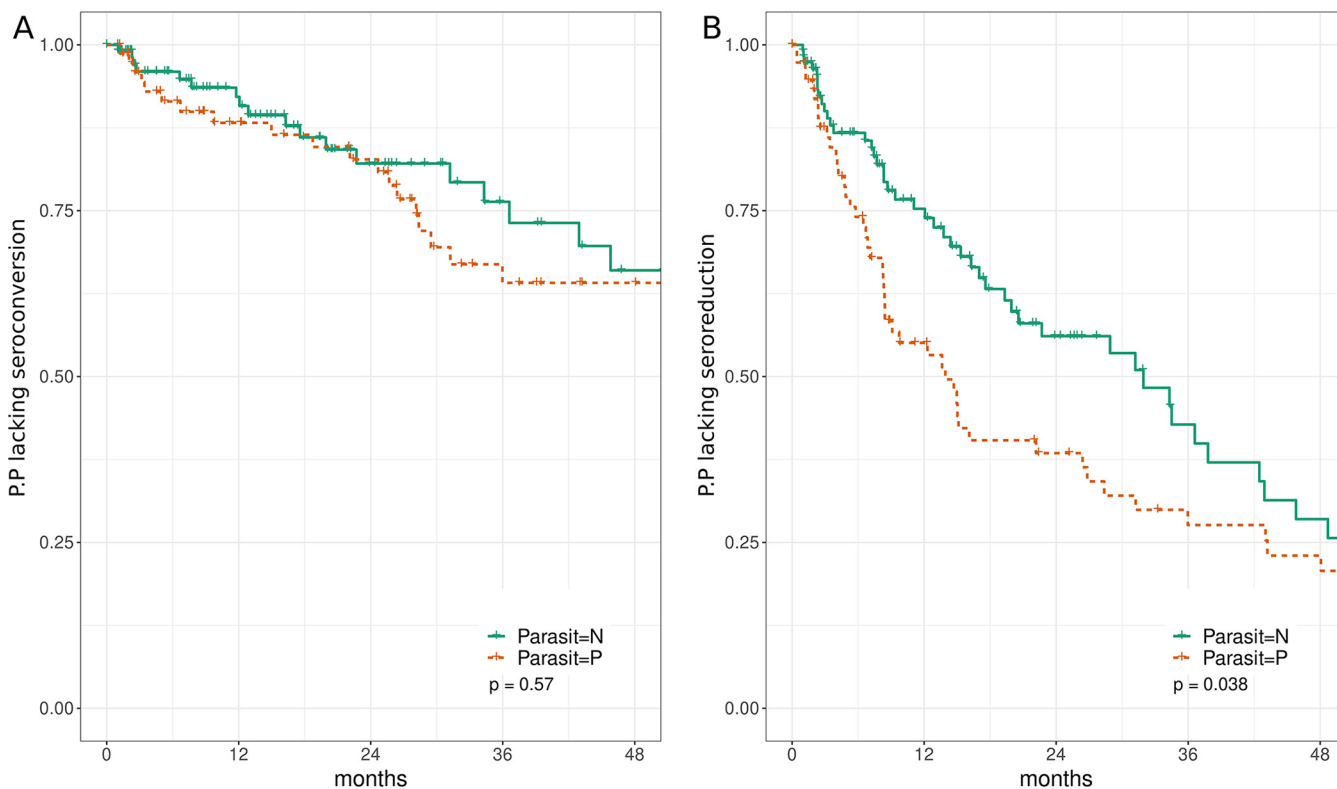 A
P.P lacking seroconversion
1.00
0.75
0.50
0.25
0.00
Parasit=N
Parasit=P
p = 0.57
0 12 24 36 48
months
B
P.P lacking seroreduction
1.00
0.75
0.50
0.25
0.00
Parasit=N
Parasit=P
p = 0.038
0 12 24 36 48
months